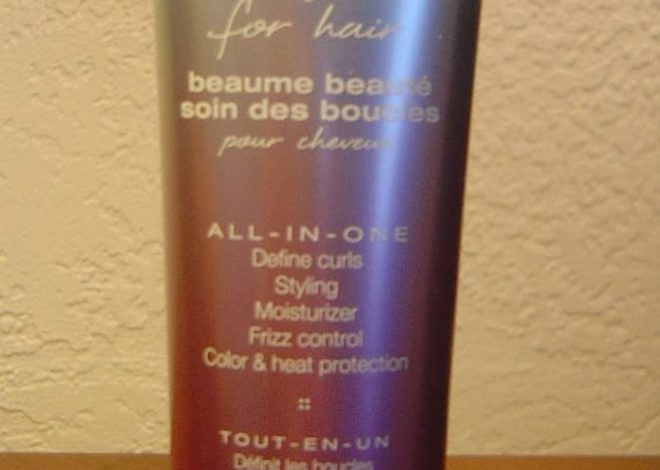 for hair
beaume beauté
soin des boucles
pour cheveux
ALL-IN-ONE
Define curls
Styling
Moisturizer
Frizz control
Color & heat protection
TOUT-EN-UN
Définit les boucles